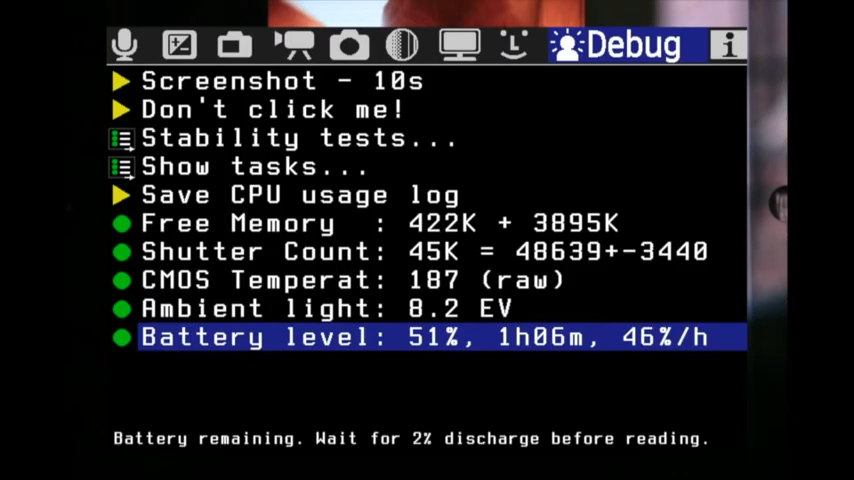 Debug
Screenshot - 10s
Don't click me!
Stability tests...
Show tasks...
Save CPU usage log
Free Memory : 422K + 3895K
Shutter Count: 45K = 48639+-3440
CMOS Temperat: 187 (raw)
Ambient light: 8.2 EV
Battery level: 51%, 1h06m, 46%/h
Battery remaining. Wait for 2% discharge before reading.